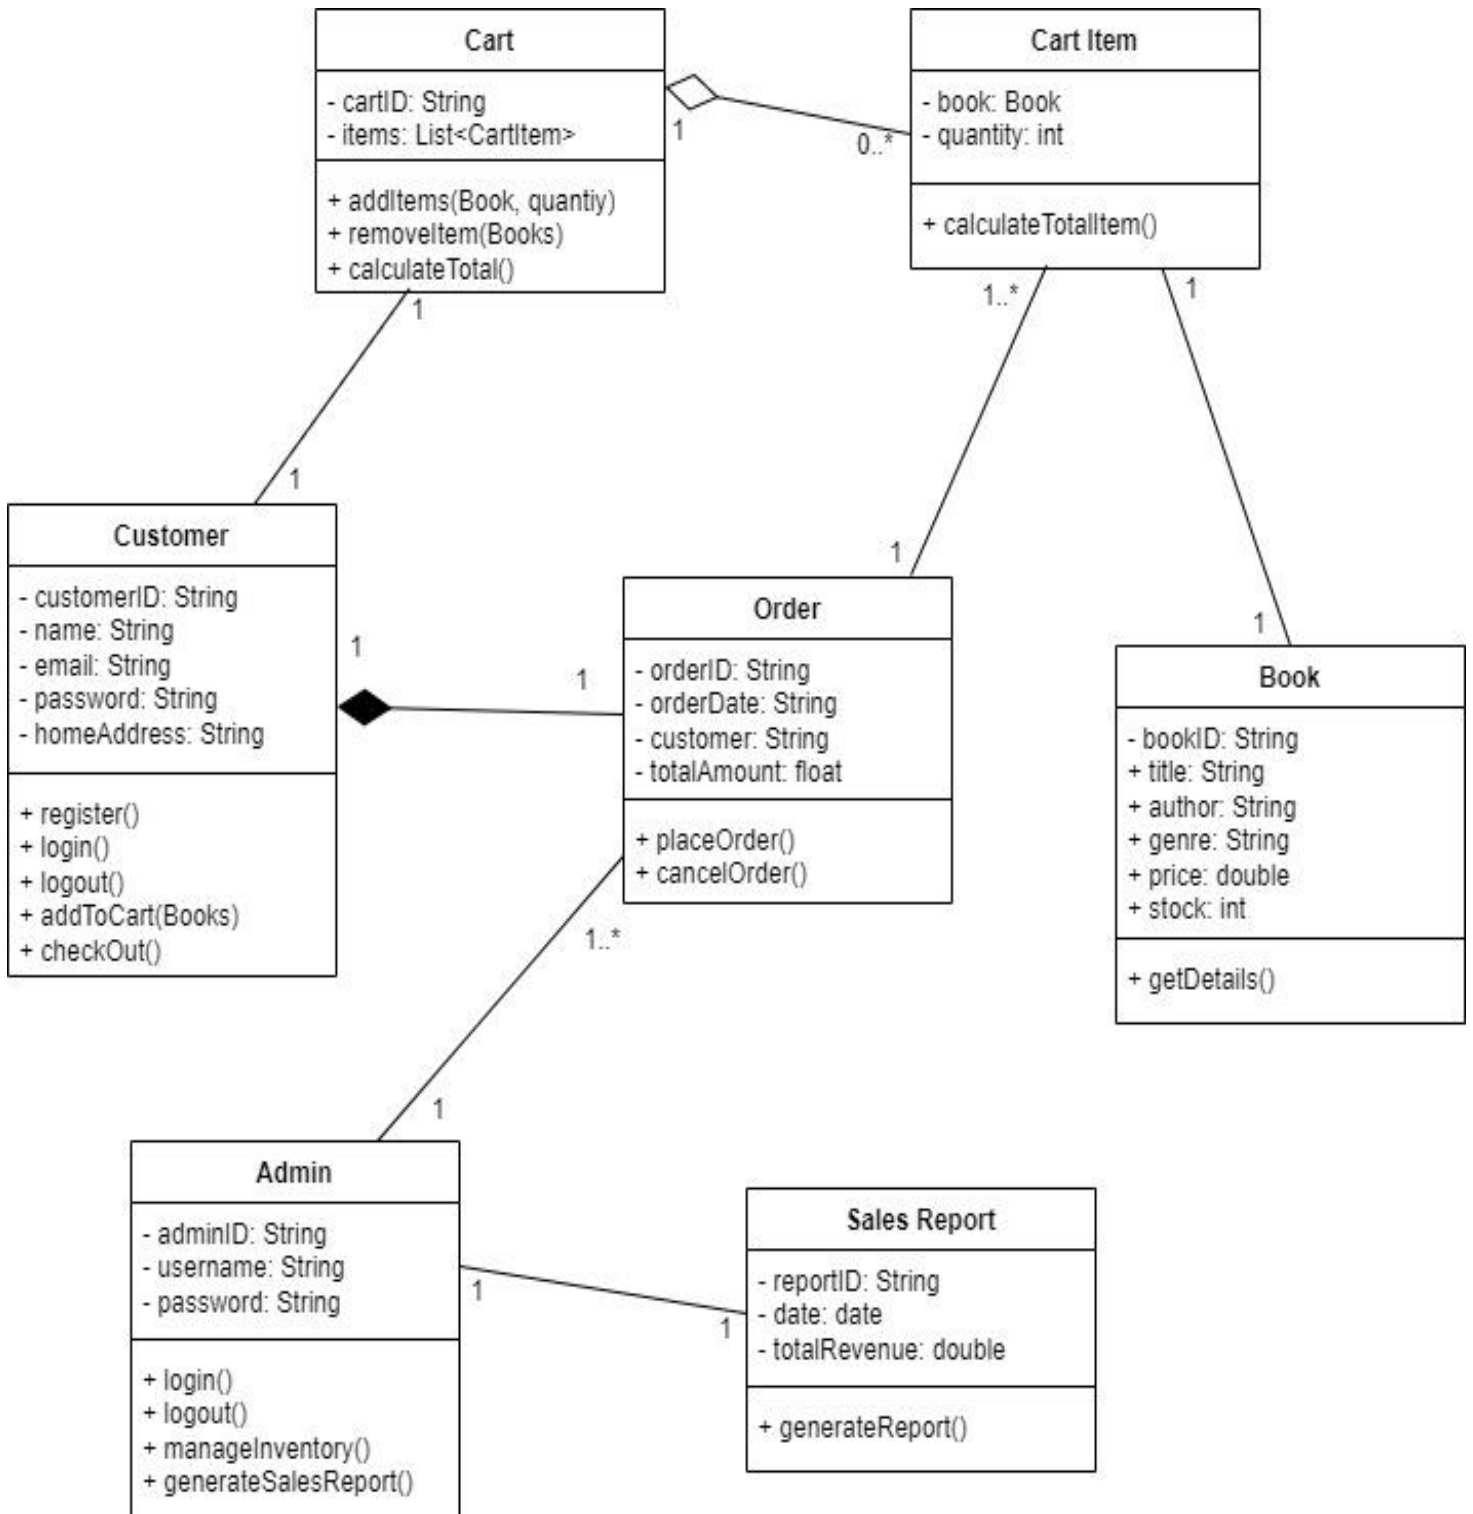 Cart
- cartID: String
- items: List<CartItem>
+ addItems(Book, quantiy)
+ removeItem(Books)
+ calculateTotal()
1
0..*
Cart Item
- book: Book
- quantity: int
+ calculateTotalItem()
1
1..*
1
1
Customer
- customerID: String
- name: String
- email: String
- password: String
- homeAddress: String
+ register()
+ login()
+ logout()
+ addToCart(Books)
+ checkOut()
1
1
1
Order
- orderID: String
- orderDate: String
- customer: String
- totalAmount: float
+ placeOrder()
+ cancelOrder()
1..*
1
Book
- bookID: String
+ title: String
+ author: String
+ genre: String
+ price: double
+ stock: int
+ getDetails()
1
Admin
- adminID: String
- username: String
- password: String
+ login()
+ logout()
+ manageInventory()
+ generateSalesReport()
1
1
Sales Report
- reportID: String
- date: date
- totalRevenue: double
+ generateReport()